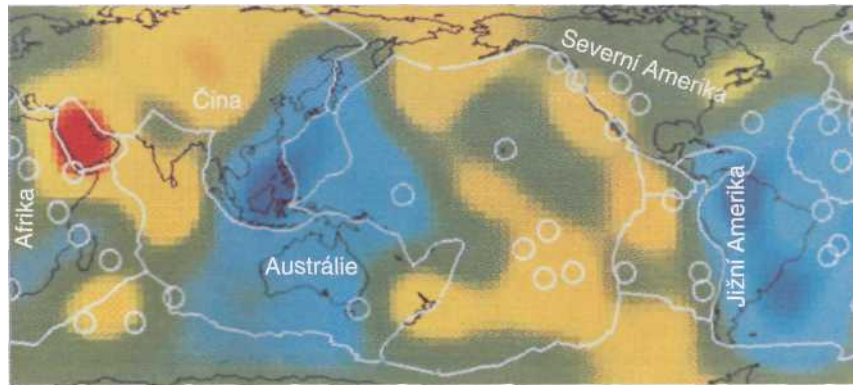 Severní Amerika
Čína
Afrika
Austrálie
Jižní Amerika